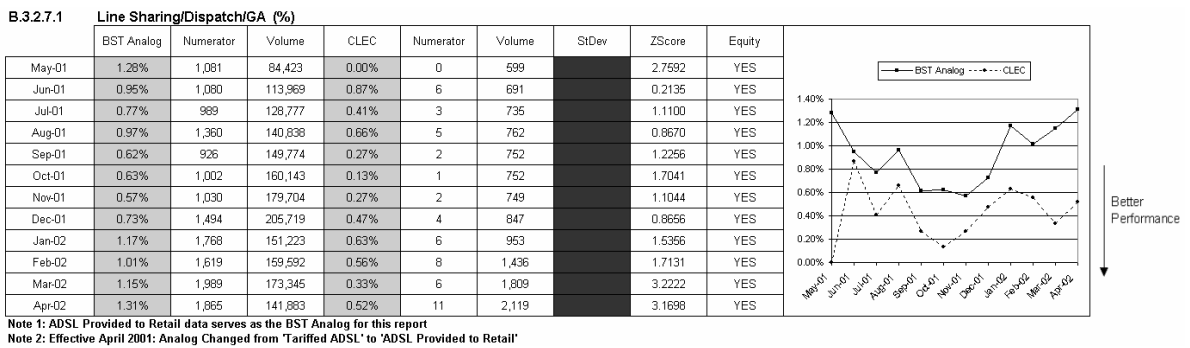 B.3.2.7.1 Line Sharing/Dispatch/GA (%)
BST Analog Numerator Volume CLEC Numerator Volume StDev ZScore Equity
May-01 1.28% 1,081 84,423 0.00% 0 599 2.7592 YES
Jun-01 0.95% 1,080 113,969 0.87% 6 691 0.2135 YES
Jul-01 0.77% 989 128,777 0.41% 3 735 1.1100 YES
Aug-01 0.97% 1,360 140,838 0.66% 5 762 0.8670 YES
Sep-01 0.62% 926 149,774 0.27% 2 752 1.2256 YES
Oct-01 0.63% 1,002 160,143 0.13% 1 752 1.7041 YES
Nov-01 0.57% 1,030 179,704 0.27% 2 749 1.1044 YES
Dec-01 0.73% 1,494 205,719 0.47% 4 847 0.8656 YES
Jan-02 1.17% 1,768 151,223 0.63% 6 953 1.5356 YES
Feb-02 1.01% 1,619 159,592 0.56% 8 1,436 1.7131 YES
Mar-02 1.15% 1,989 173,345 0.33% 6 1,809 3.2222 YES
Apr-02 1.31% 1,865 141,883 0.52% 11 2,119 3.1698 YES
BST Analog CLEC
1.40%
1.20%
1.00%
0.80%
0.60%
0.40%
0.20%
0.00%
May-01 Jun-01 Jul-01 Aug-01 Sep-01 Oct-01 Nov-01 Dec-01 Jan-02 Feb-02 Mar-02 Apr-02
Better
Performance
Note 1: ADSL Provided to Retail data serves as the BST Analog for this report
Note 2: Effective April 2001: Analog Changed from 'Tariffed ADSL' to 'ADSL Provided to Retail'